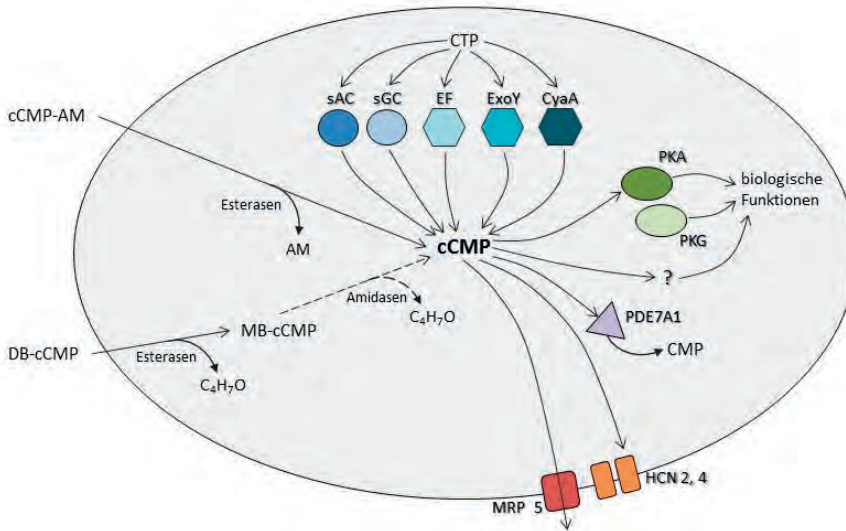 CTP
sAC sGC EF ExoY CyaA
cCMP-AM
PKA
biologische
Funktionen
PKG
Esterasen
AM
cCMP
?
Amidasen
MB-cCMP
C₄H₇O
PDE7A1
CMP
DB-cCMP
Esterasen
C₄H₇O
HCN 2, 4
MRP 5